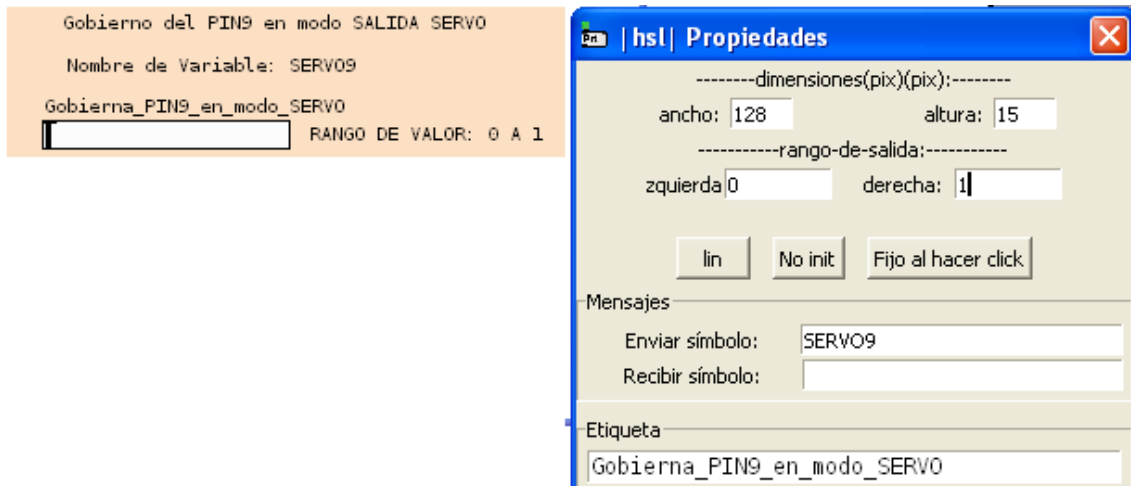 Gobierno del PIN9 en modo SALIDA SERVO
Nombre de Variable: SERVO9
Gobierna_PIN9_en_modo_SERVO
RANGO DE VALOR: 0 A 1
|hsl| Propiedades
--------dimensiones(pix)(pix):--------
ancho: 128 altura: 15
-----------rango-de-salida:-----------
zquierda 0 derecha: 1
lin No init Fijo al hacer click
Mensajes
Enviar símbolo: SERVO9
Recibir símbolo:
Etiqueta
Gobierna_PIN9_en_modo_SERVO